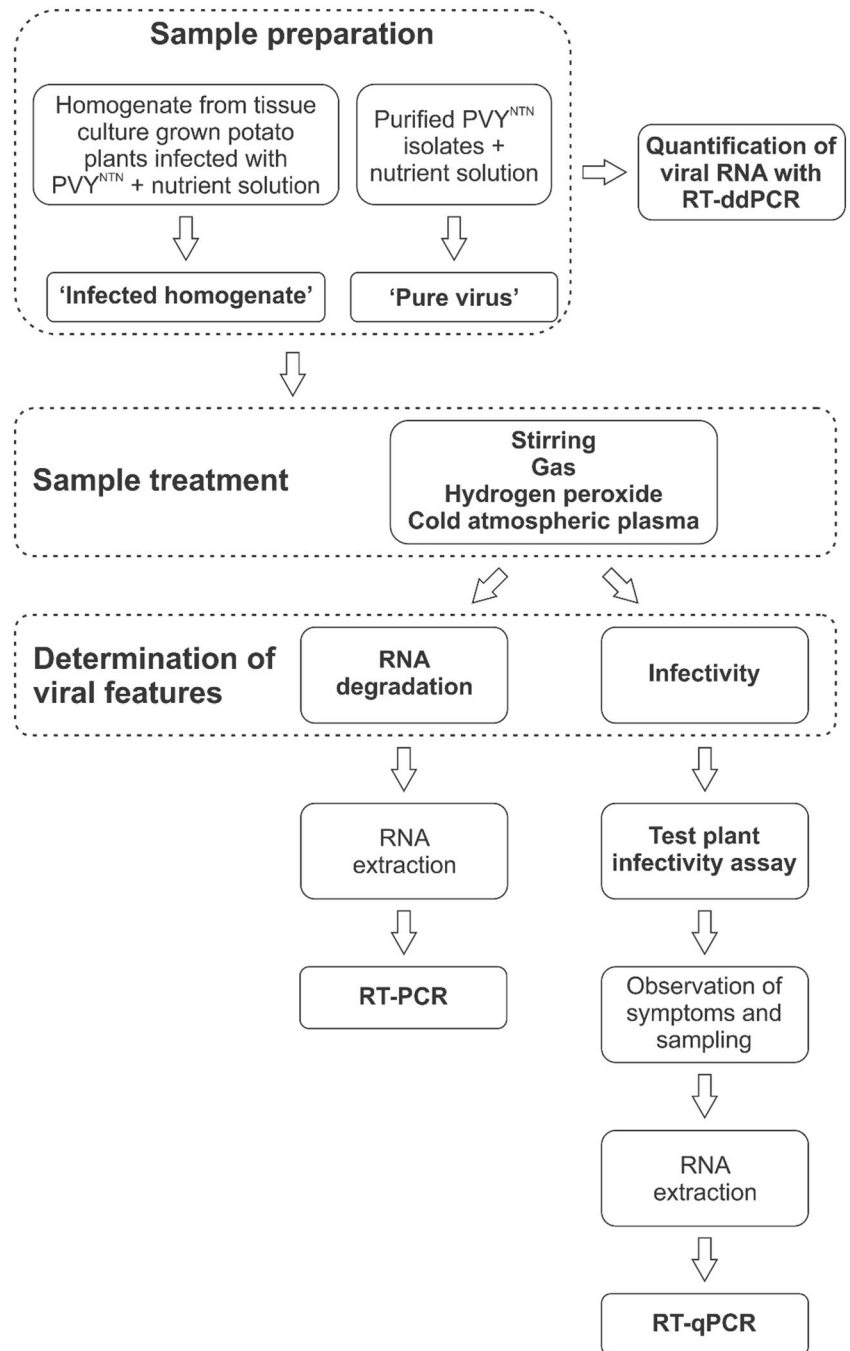 Sample preparation
Homogenate from tissue
culture grown potato
plants infected with
PVYᴺᵀᴺ + nutrient solution
Purified PVYᴺᵀᴺ
isolates +
nutrient solution
Quantification of
viral RNA with
RT-ddPCR
‘Infected homogenate’
‘Pure virus’
Sample treatment
Stirring
Gas
Hydrogen peroxide
Cold atmospheric plasma
Determination of
viral features
RNA
degradation
Infectivity
RNA
extraction
Test plant
infectivity assay
RT-PCR
Observation of
symptoms and
sampling
RNA
extraction
RT-qPCR